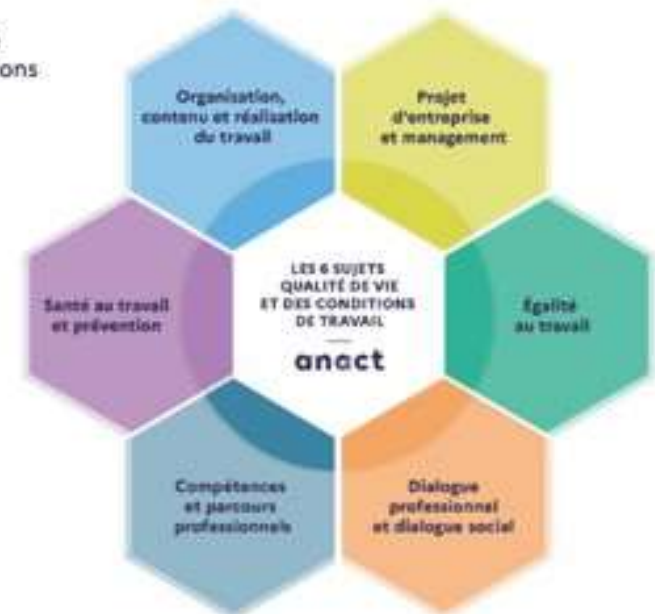 ons
Organisation,
contenu et réalisation
du travail
Projet
d'entreprise
et management
Santé au travail
et prévention
LES 6 SUJETS
QUALITÉ DE VIE
ET DES CONDITIONS
DE TRAVAIL
anact
Égalité
au travail
Compétences
et parcours
professionnels
Dialogue
professionnel
et dialogue social